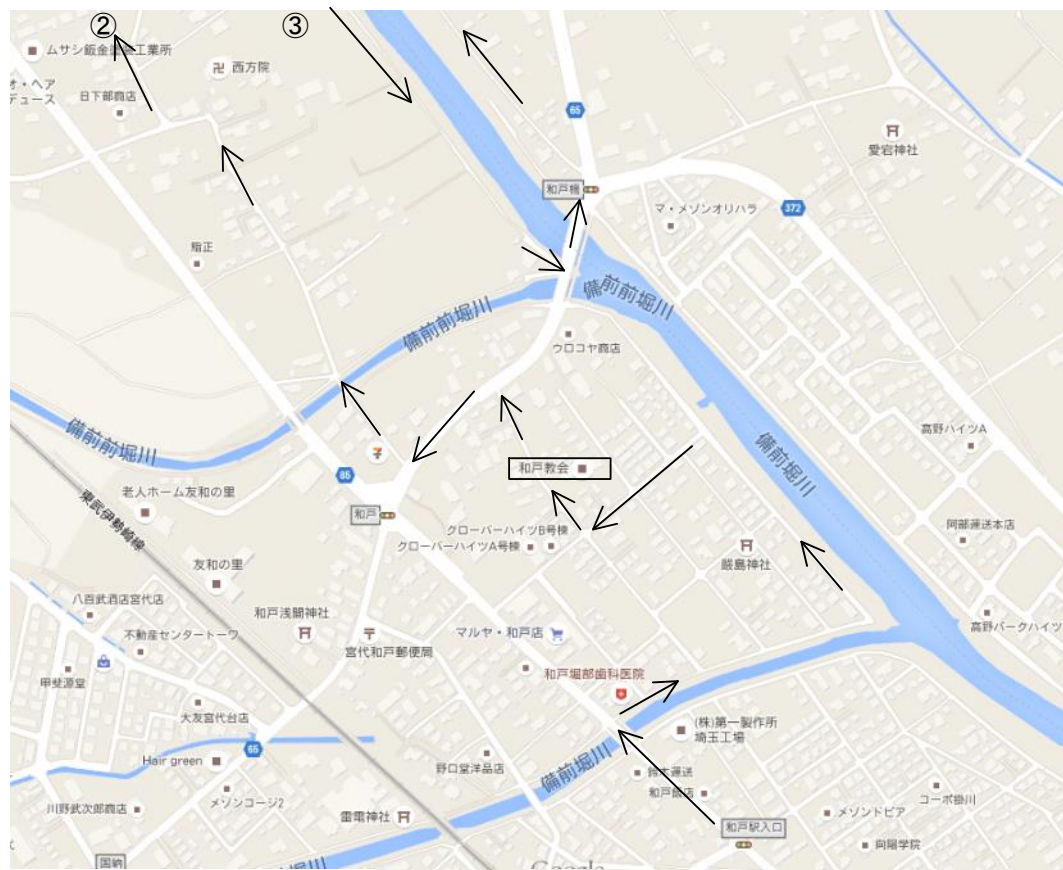 ②
③
ムサシ鈑金塗装工業所
卍 西方院
オ・ヘア
デュース
日下部商店
65
愛宕神社
和戸橋
マ・メゾンオリハラ
372
備前前堀川
備前前堀川
ウロコヤ商店
備前前堀川
高野ハイツA
和戸教会
老人ホーム友和の里
85
和戸
備前前堀川
東武伊勢崎線
クローバーハイツB号棟
クローバーハイツA号棟
阿部運送本店
友和の里
厳島神社
八百武酒店宮代店
和戸浅間神社
不動産センタートーワ
宮代和戸郵便局
マルヤ・和戸店
高野パークハイツ
甲斐源堂
和戸堀部歯科医院
大友宮代台店
(株)第一製作所
埼玉工場
65
Hair green
野口堂洋品店
備前堀川
鈴木運送
和戸飯店
メゾンコージ2
コーポ掛川
川野武次郎商店
雷電神社
メゾンドピア
和戸駅入口
向陽学院
国納
備前堀川
Google